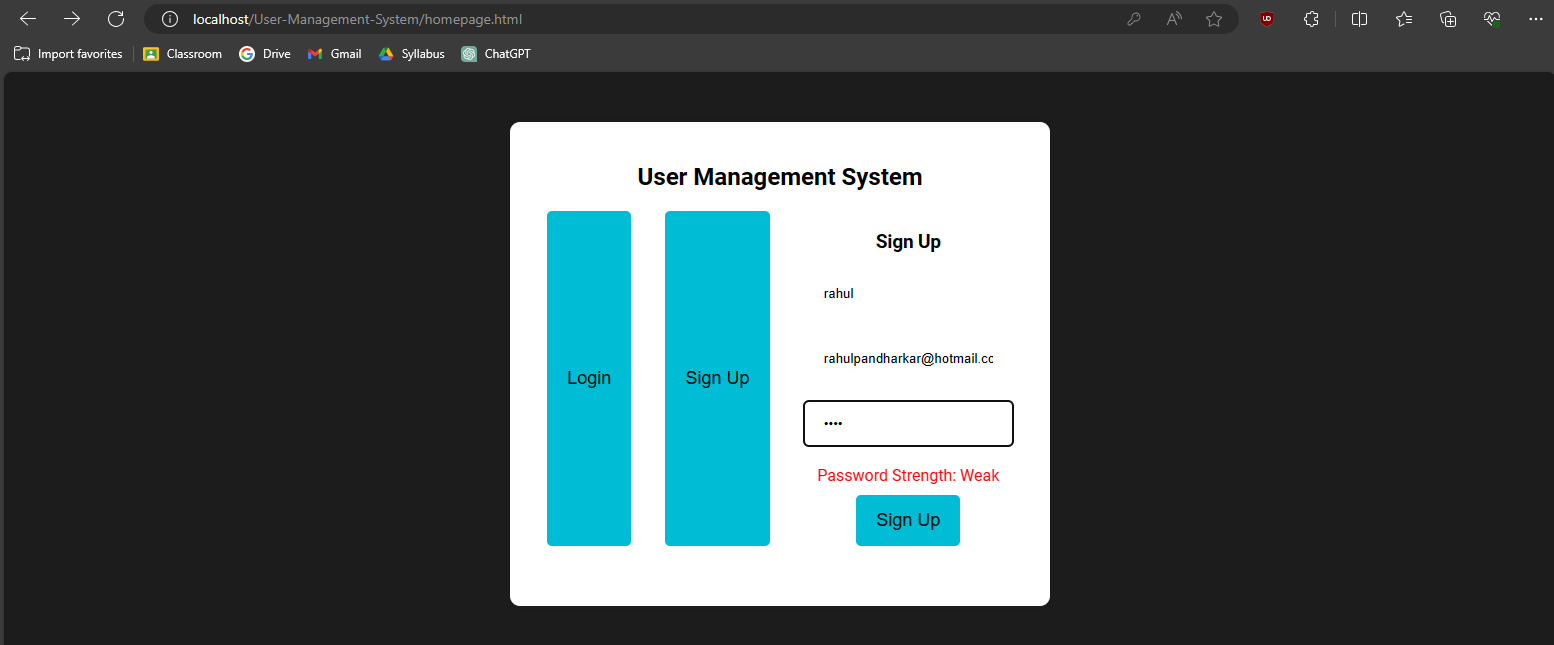 localhost/User-Management-System/homepage.html
Import favorites Classroom Drive Gmail Syllabus ChatGPT
User Management System
Login
Sign Up
Sign Up
rahul
rahulpandharkar@hotmail.cc
••••
Password Strength: Weak
Sign Up